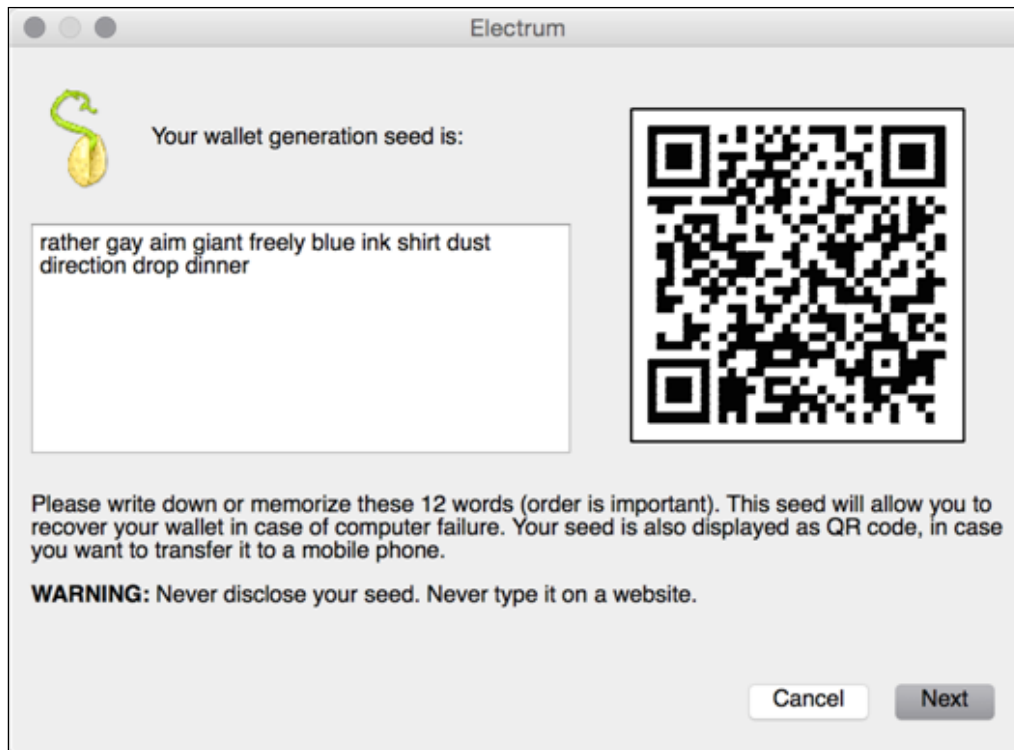 Electrum
Your wallet generation seed is:
rather gay aim giant freely blue ink shirt dust
direction drop dinner
Please write down or memorize these 12 words (order is important). This seed will allow you to
recover your wallet in case of computer failure. Your seed is also displayed as QR code, in case
you want to transfer it to a mobile phone.
WARNING: Never disclose your seed. Never type it on a website.
Cancel
Next